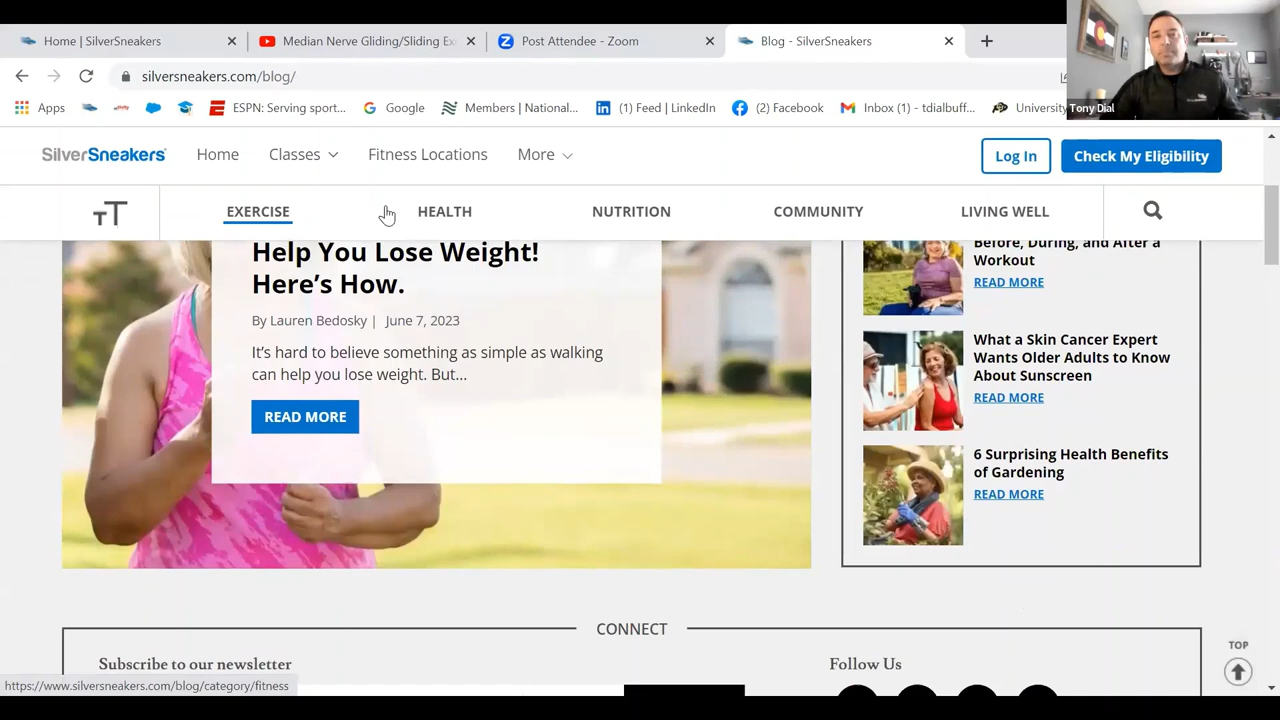 Home | SilverSneakers
Median Nerve Gliding/Sliding Ex
Post Attendee - Zoom
Blog - SilverSneakers
silversneakers.com/blog/
Apps
ESPN: Serving sport...
Google
Members | National...
(1) Feed | LinkedIn
(2) Facebook
Inbox (1) - tdialbuff...
University
Tony Dial
SilverSneakers
Home
Classes
Fitness Locations
More
Log In
Check My Eligibility
TT
EXERCISE
HEALTH
NUTRITION
COMMUNITY
LIVING WELL
Help You Lose Weight!
Here's How.
By Lauren Bedosky | June 7, 2023
It's hard to believe something as simple as walking
can help you lose weight. But...
READ MORE
Before, During, and After a
Workout
READ MORE
What a Skin Cancer Expert
Wants Older Adults to Know
About Sunscreen
READ MORE
6 Surprising Health Benefits
of Gardening
READ MORE
CONNECT
Subscribe to our newsletter
Follow Us
TOP
https://www.silversneakers.com/blog/category/fitness